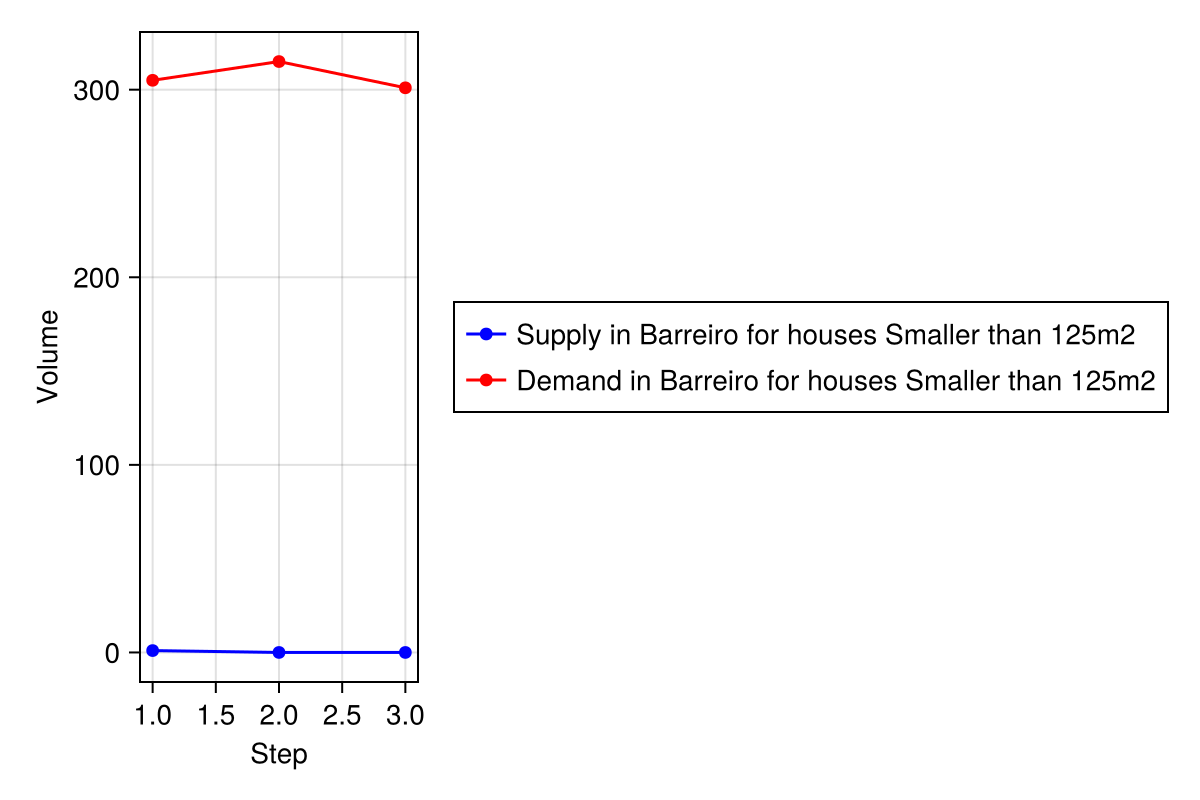 300
200
100
0
Volume
1.0 1.5 2.0 2.5 3.0
Step
Supply in Barreiro for houses Smaller than 125m2
Demand in Barreiro for houses Smaller than 125m2